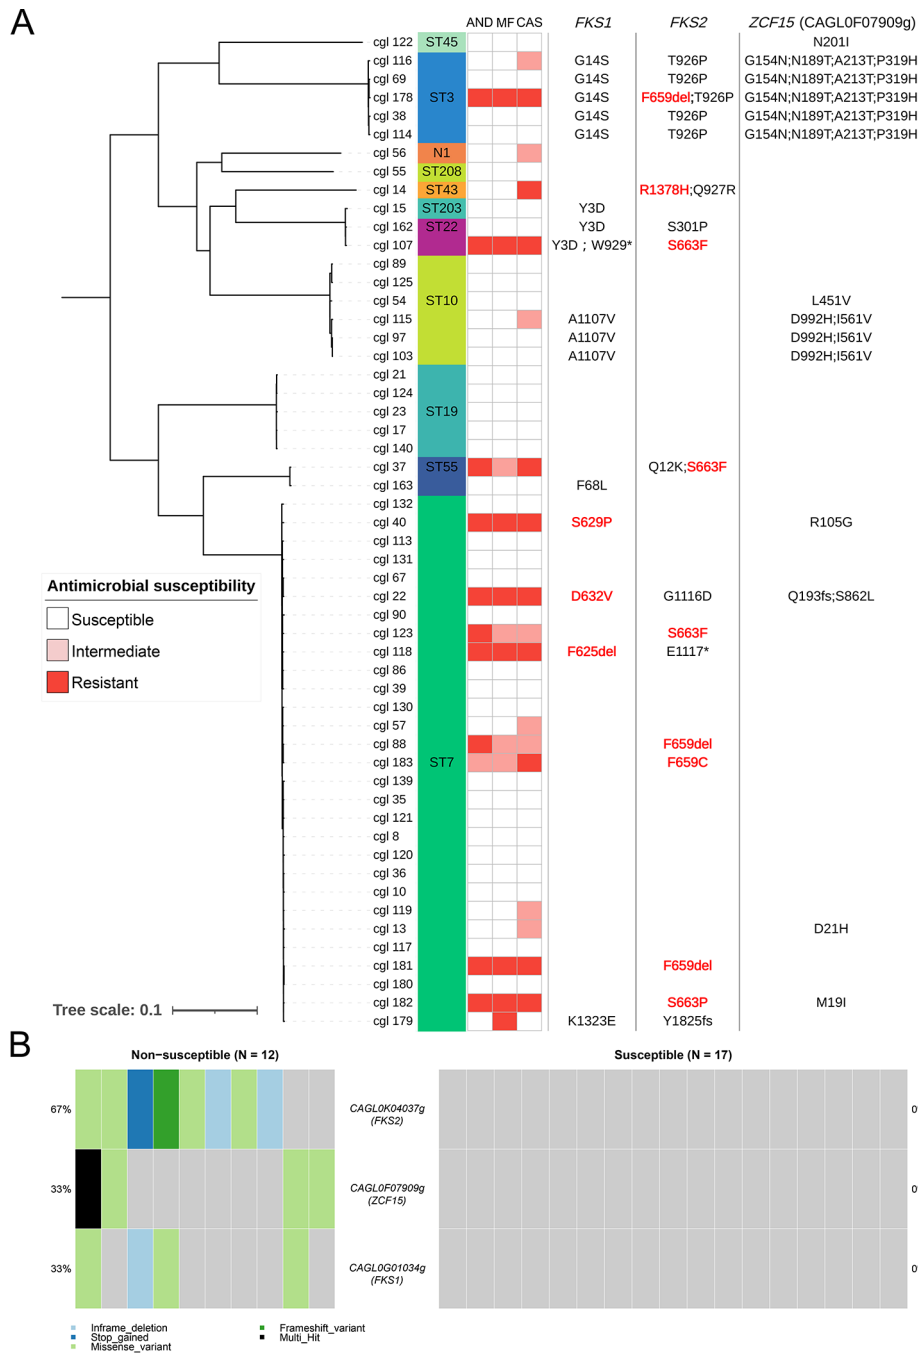 A
AND MF CAS FKS1 FKS2 ZCF15 (CAGL0F07909g)
cgl 122 ST45 N201I
cgl 116 G14S T926P G154N;N189T;A213T;P319H
cgl 69 G14S T926P G154N;N189T;A213T;P319H
cgl 178 ST3 G14S F659del;T926P G154N;N189T;A213T;P319H
cgl 38 G14S T926P G154N;N189T;A213T;P319H
cgl 114 G14S T926P G154N;N189T;A213T;P319H
cgl 56 N1
cgl 55 ST208
cgl 14 ST43 R1378H;Q927R
cgl 15 ST203 Y3D
cgl 162 ST22 Y3D S301P
cgl 107 Y3D ; W929* S663F
cgl 89
cgl 125
cgl 54 ST10 L451V
cgl 115 A1107V D992H;I561V
cgl 97 A1107V D992H;I561V
cgl 103 A1107V D992H;I561V
cgl 21
cgl 124
cgl 23 ST19
cgl 17
cgl 140
cgl 37 ST55 Q12K;S663F
cgl 163 F68L
cgl 132
cgl 40 S629P R105G
cgl 113
cgl 131
cgl 67
cgl 22 D632V G1116D Q193fs;S862L
cgl 90
cgl 123 S663F
cgl 118 F625del E1117*
cgl 86
cgl 39
cgl 130
cgl 57
cgl 88 F659del
cgl 183 ST7 F659C
cgl 139
cgl 35
cgl 121
cgl 8
cgl 120
cgl 36
cgl 10
cgl 119
cgl 13 D21H
cgl 117
cgl 181 F659del
cgl 180
cgl 182 S663P M19I
cgl 179 K1323E Y1825fs
Antimicrobial susceptibility
Susceptible
Intermediate
Resistant
Tree scale: 0.1
B
Non−susceptible (N = 12) Susceptible (N = 17)
67% CAGL0K04037g 0
(FKS2)
33% CAGL0F07909g 0
(ZCF15)
33% CAGL0G01034g 0
(FKS1)
Inframe_deletion Frameshift_variant
Stop_gained Multi_Hit
Missense_variant